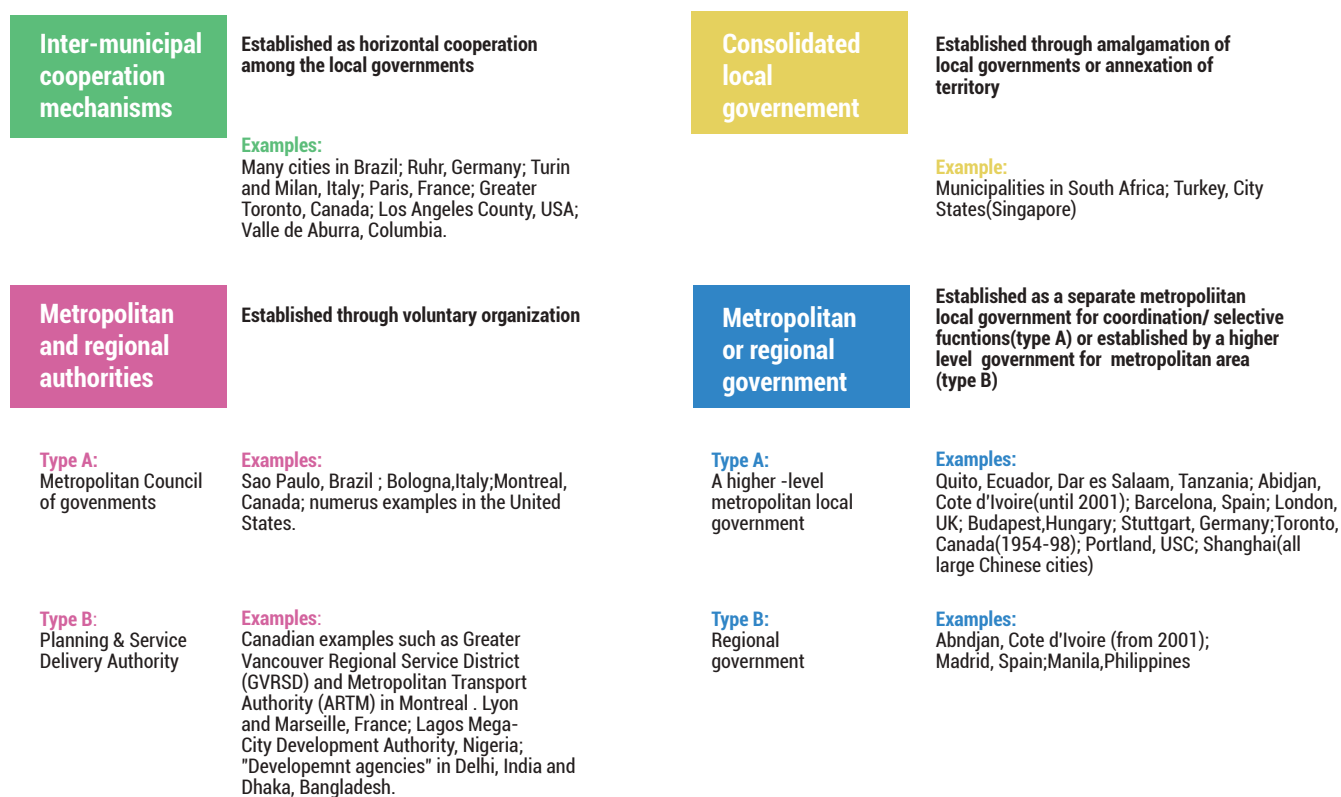 Inter-municipal
cooperation
mechanisms
Established as horizontal cooperation
among the local governments
Examples:
Many cities in Brazil; Ruhr, Germany; Turin
and Milan, Italy; Paris, France; Greater
Toronto, Canada; Los Angeles County, USA;
Valle de Aburra, Columbia.
Consolidated
local
governement
Established through amalgamation of
local governments or annexation of
territory
Example:
Municipalities in South Africa; Turkey, City
States(Singapore)
Metropolitan
and regional
authorities
Established through voluntary organization
Type A:
Metropolitan Council
of govenments
Examples:
Sao Paulo, Brazil ; Bologna,Italy;Montreal,
Canada; numerus examples in the United
States.
Type B:
Planning & Service
Delivery Authority
Examples:
Canadian examples such as Greater
Vancouver Regional Service District
(GVRSD) and Metropolitan Transport
Authority (ARTM) in Montreal . Lyon
and Marseille, France; Lagos Mega-
City Development Authority, Nigeria;
"Developemnt agencies" in Delhi, India and
Dhaka, Bangladesh.
Metropolitan
or regional
government
Established as a separate metropoliitan
local government for coordination/ selective
fucntions(type A) or established by a higher
level government for metropolitan area
(type B)
Type A:
A higher -level
metropolitan local
government
Examples:
Quito, Ecuador, Dar es Salaam, Tanzania; Abidjan,
Cote d'Ivoire(until 2001); Barcelona, Spain; London,
UK; Budapest,Hungary; Stuttgart, Germany;Toronto,
Canada(1954-98); Portland, USC; Shanghai(all
large Chinese cities)
Type B:
Regional
government
Examples:
Abndjan, Cote d'Ivoire (from 2001);
Madrid, Spain;Manila,Philippines